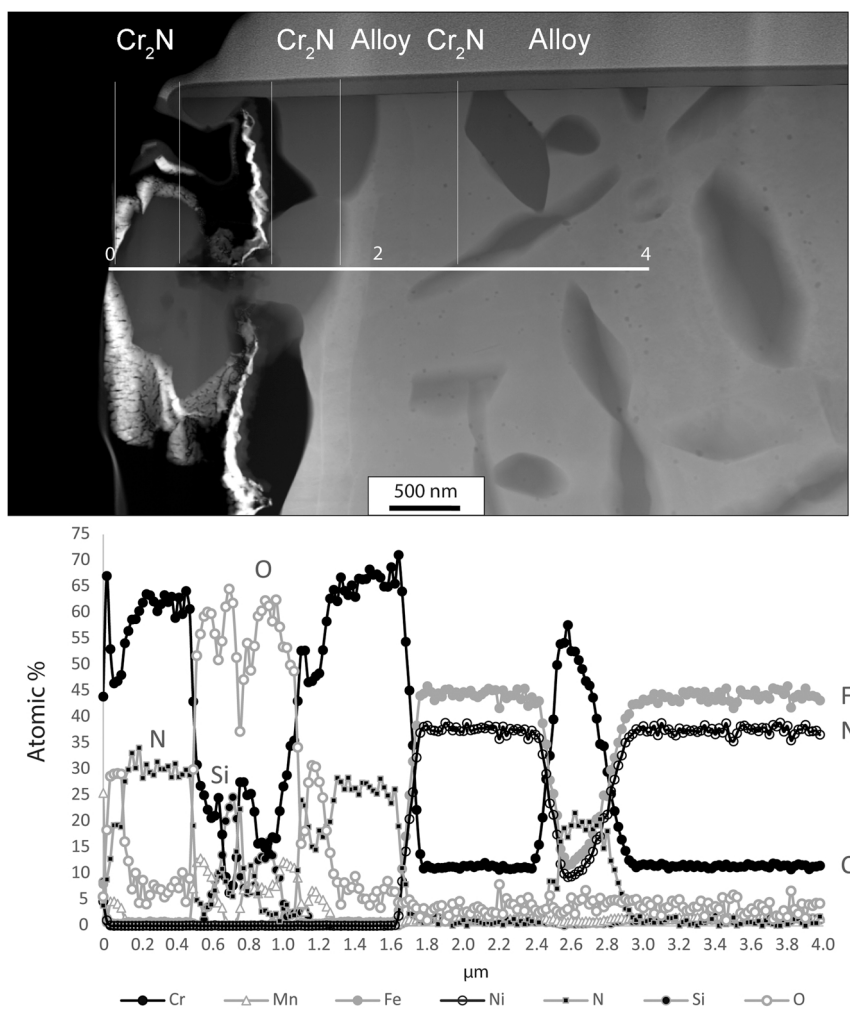 Cr₂N Cr₂N Alloy Cr₂N Alloy
0 2 4
500 nm
75
70
65
60
55
50
45
40
35
30
25
20
15
10
5
0
Atomic %
O
N
Si
F
N
C
0 0.2 0.4 0.6 0.8 1.0 1.2 1.4 1.6 1.8 2.0 2.2 2.4 2.6 2.8 3.0 3.2 3.4 3.6 3.8 4.0
µm
Cr Mn Fe Ni N Si O